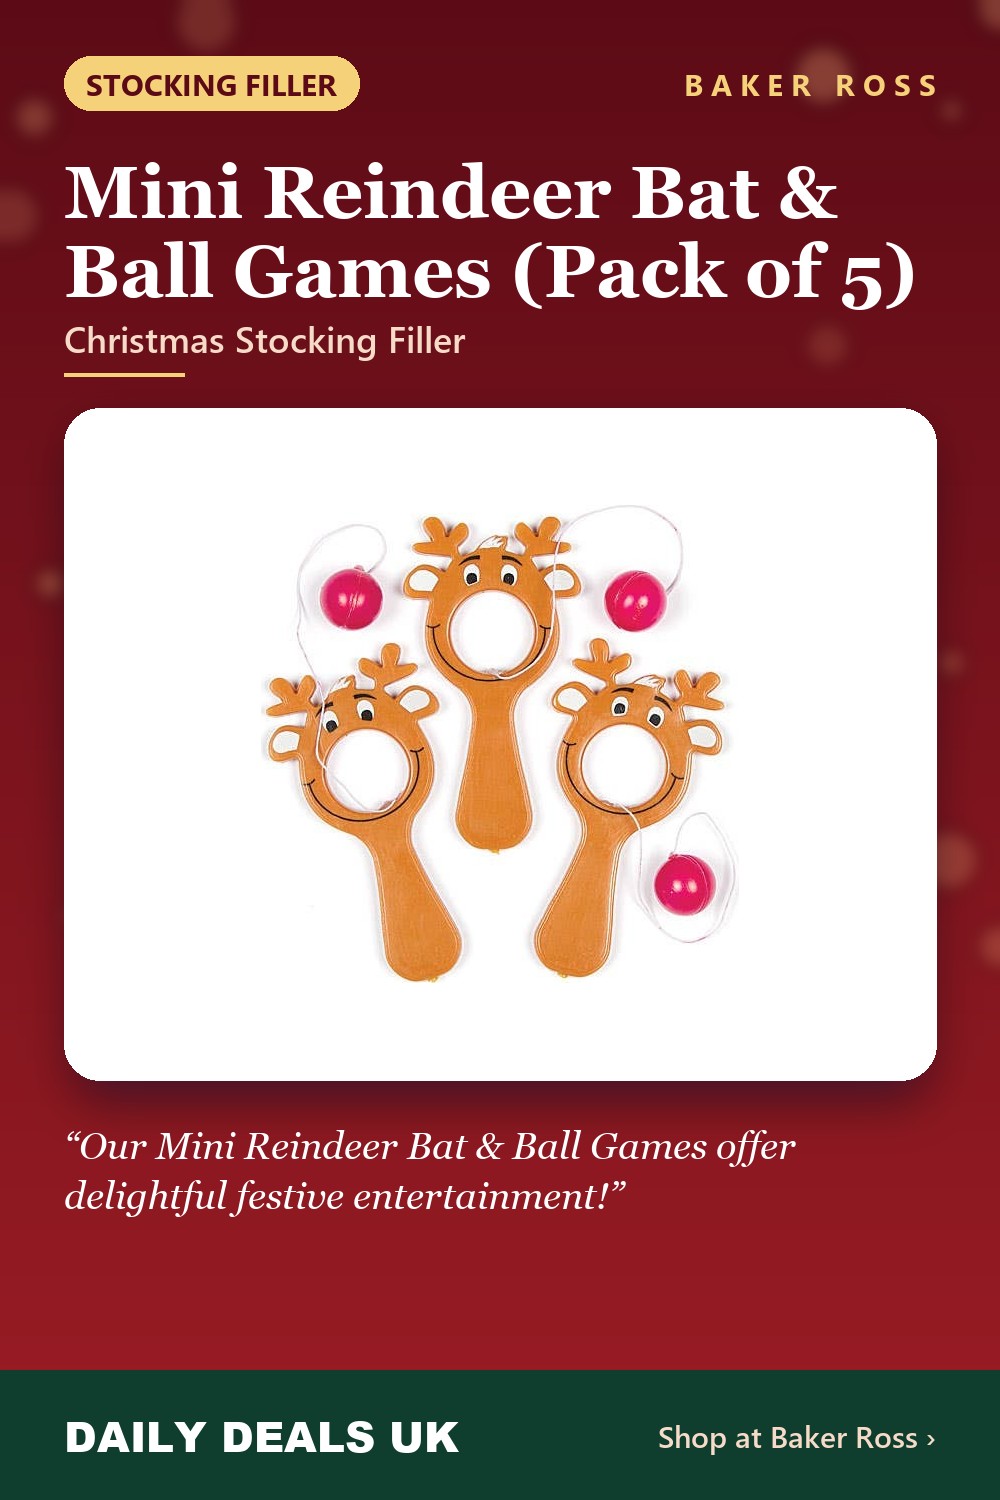 STOCKING FILLER
BAKER ROSS
Mini Reindeer Bat &
Ball Games (Pack of 5)
Christmas Stocking Filler
“Our Mini Reindeer Bat & Ball Games offer
delightful festive entertainment!”
DAILY DEALS UK
Shop at Baker Ross ›